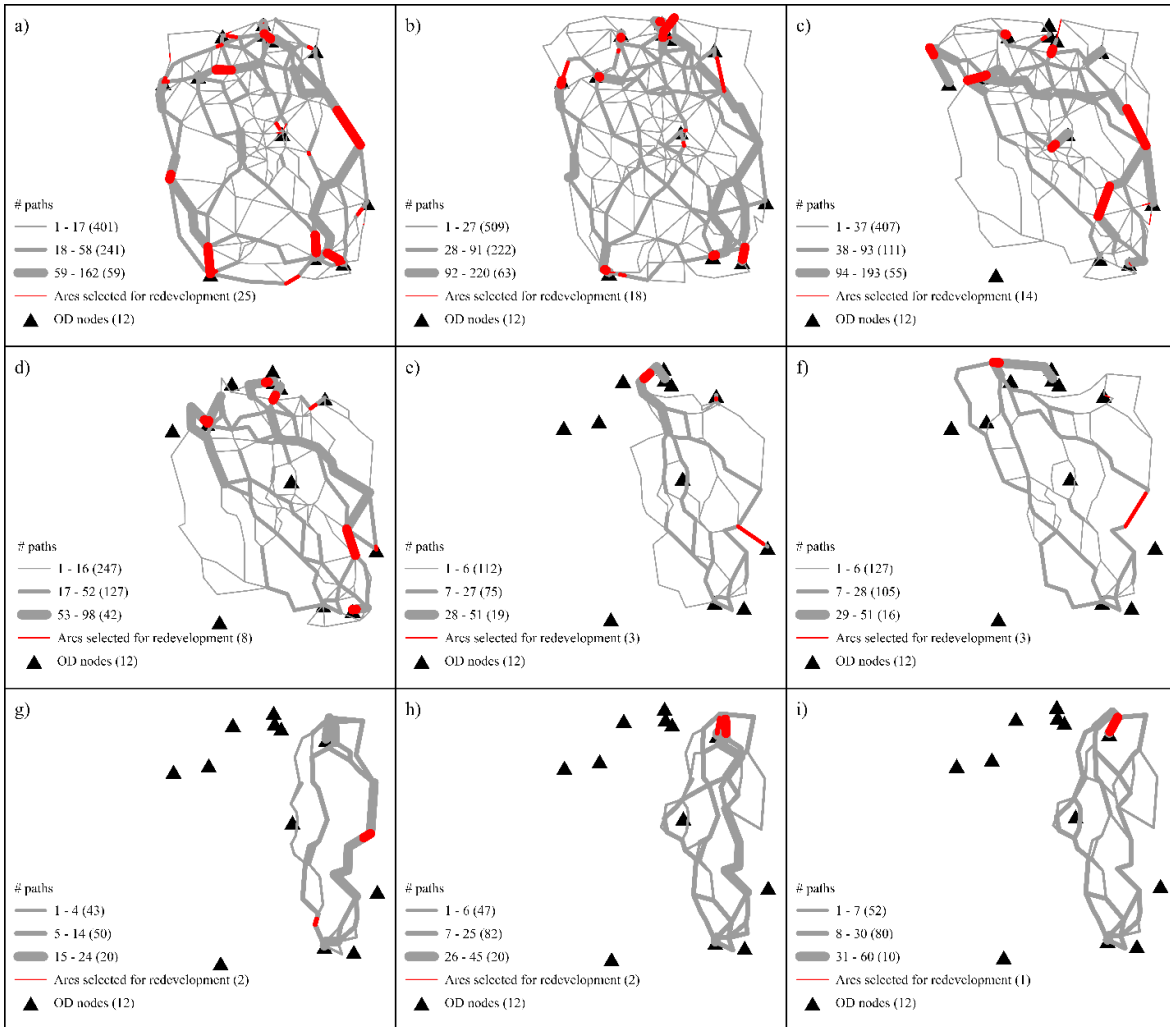 a)
# paths
1 - 17 (401)
18 - 58 (241)
59 - 162 (59)
Arcs selected for redevelopment (25)
OD nodes (12)
b)
# paths
1 - 27 (509)
28 - 91 (222)
92 - 220 (63)
Arcs selected for redevelopment (18)
OD nodes (12)
c)
# paths
1 - 37 (407)
38 - 93 (111)
94 - 193 (55)
Arcs selected for redevelopment (14)
OD nodes (12)
d)
# paths
1 - 16 (247)
17 - 52 (127)
53 - 98 (42)
Arcs selected for redevelopment (8)
OD nodes (12)
e)
# paths
1 - 6 (112)
7 - 27 (75)
28 - 51 (19)
Arcs selected for redevelopment (3)
OD nodes (12)
f)
# paths
1 - 6 (127)
7 - 28 (105)
29 - 51 (16)
Arcs selected for redevelopment (3)
OD nodes (12)
g)
# paths
1 - 4 (43)
5 - 14 (50)
15 - 24 (20)
Arcs selected for redevelopment (2)
OD nodes (12)
h)
# paths
1 - 6 (47)
7 - 25 (82)
26 - 45 (20)
Arcs selected for redevelopment (2)
OD nodes (12)
i)
# paths
1 - 7 (52)
8 - 30 (80)
31 - 60 (10)
Arcs selected for redevelopment (1)
OD nodes (12)